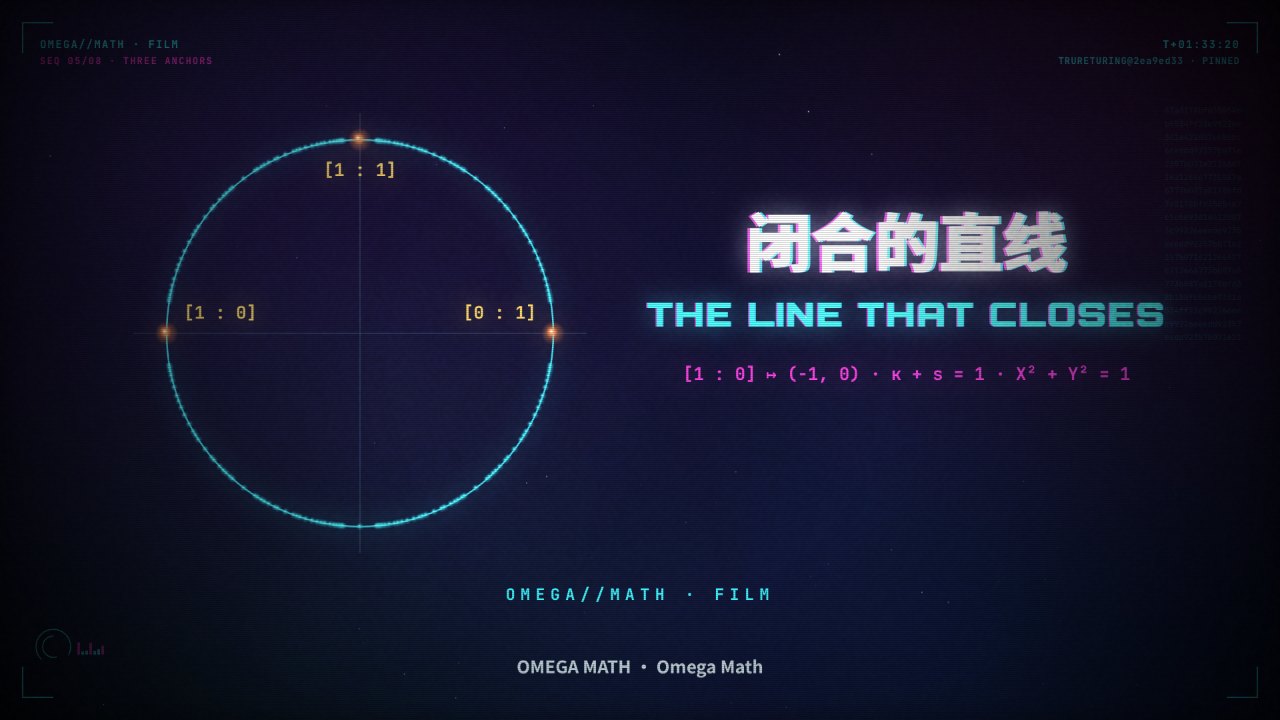 OMEGA//MATH · FILM
SEQ 05/08 · THREE ANCHORS
T+01:33:20
TRURETURING@2ea9ed33 · PINNED
[1 : 1]
[1 : 0]
[0 : 1]
闭合的直线
THE LINE THAT CLOSES
[1 : 0] ↦ (-1, 0) · κ + s = 1 · X² + Y² = 1
OMEGA//MATH · FILM
OMEGA MATH • Omega Math